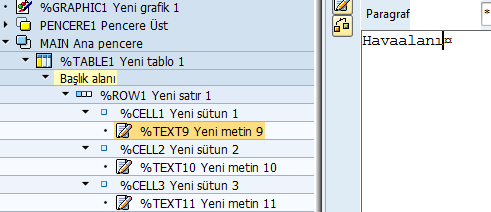 %GRAPHIC1 Yeni grafik 1
PENCERE1 Pencere Üst
MAIN Ana pencere
%TABLE1 Yeni tablo 1
Başlık alanı
%ROW1 Yeni satır 1
%CELL1 Yeni sütun 1
%TEXT9 Yeni metin 9
%CELL2 Yeni sütun 2
%TEXT10 Yeni metin 10
%CELL3 Yeni sütun 3
%TEXT11 Yeni metin 11
Paragraf *
Havaalanı¤